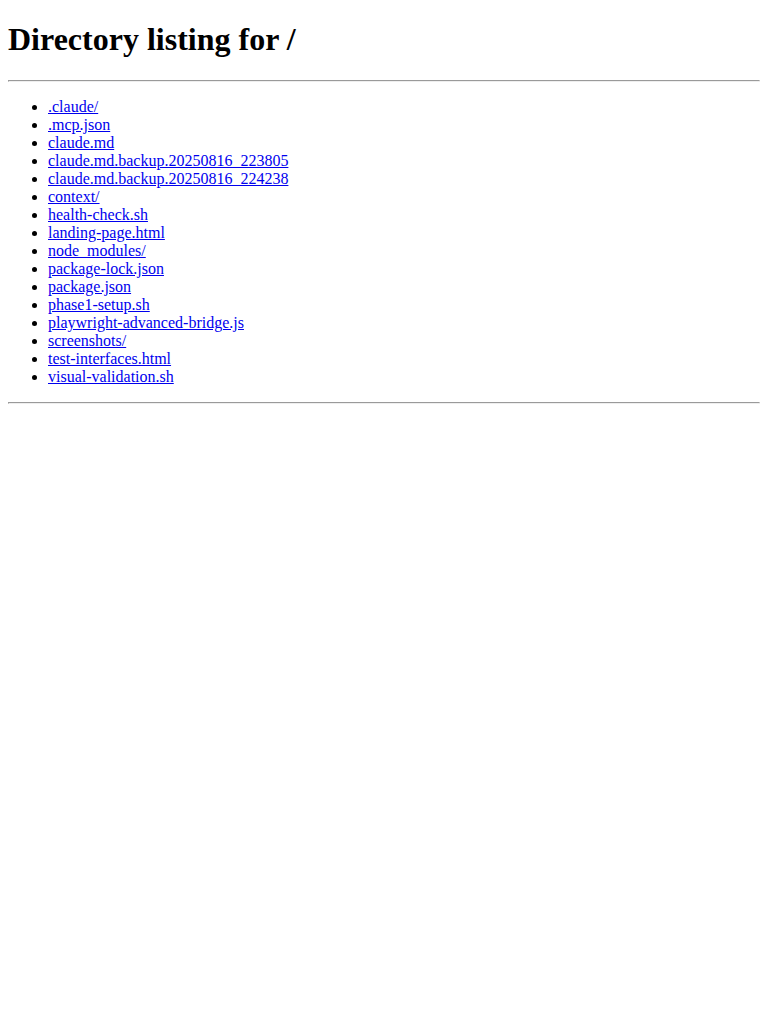 Directory listing for /
.claude/
.mcp.json
claude.md
claude.md.backup.20250816_223805
claude.md.backup.20250816_224238
context/
health-check.sh
landing-page.html
node_modules/
package-lock.json
package.json
phase1-setup.sh
playwright-advanced-bridge.js
screenshots/
test-interfaces.html
visual-validation.sh